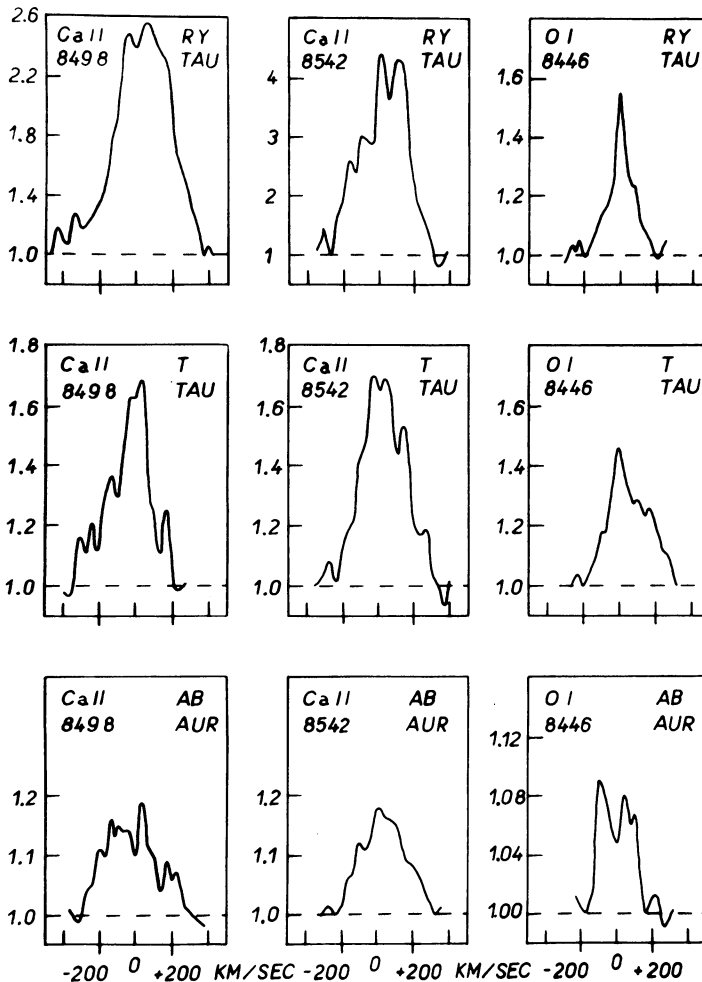 2.6
2.2
1.8
1.4
1.0
Ca II RY
8498 TAU
4
3
2
1
Ca II RY
8542 TAU
1.6
1.4
1.2
1.0
O I RY
8446 TAU
1.8
1.6
1.4
1.2
1.0
Ca II T
8498 TAU
1.8
1.6
1.4
1.2
1.0
Ca II T
8542 TAU
1.6
1.4
1.2
1.0
O I T
8446 TAU
1.2
1.1
1.0
Ca II AB
8498 AUR
1.2
1.1
1.0
Ca II AB
8542 AUR
1.12
1.08
1.04
1.00
O I AB
8446 AUR
-200 0 +200 KM/SEC -200 0 +200 KM/SEC -200 0 +200